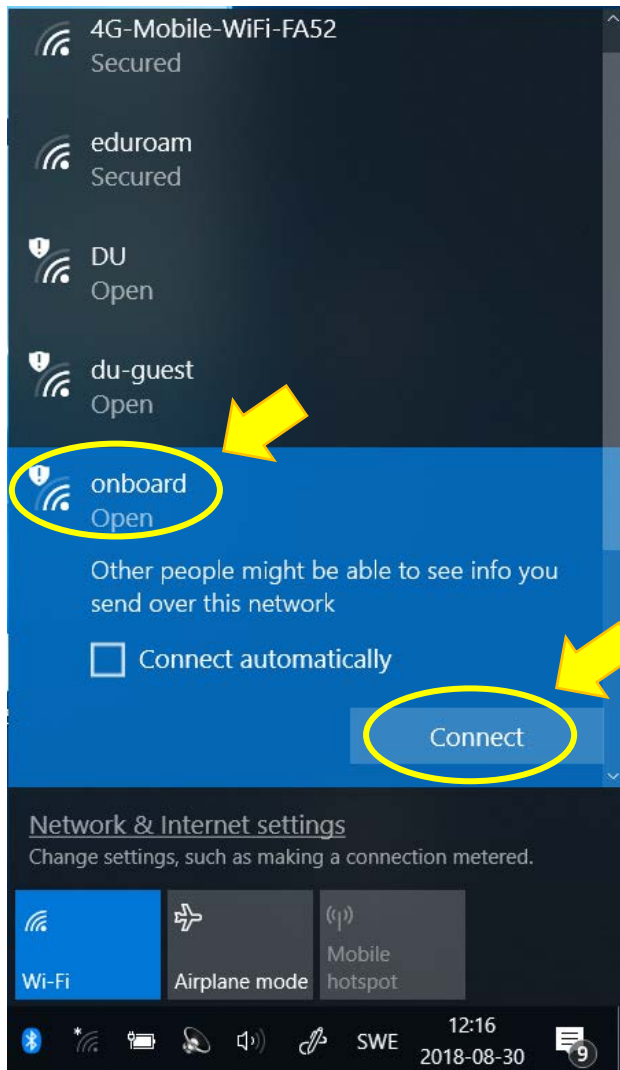 4G-Mobile-WiFi-FA52
Secured
eduroam
Secured
DU
Open
du-guest
Open
onboard
Open
Other people might be able to see info you
send over this network
Connect automatically
Connect
Network & Internet settings
Change settings, such as making a connection metered.
Wi-Fi
Airplane mode
Mobile
hotspot
SWE
12:16
2018-08-30
9